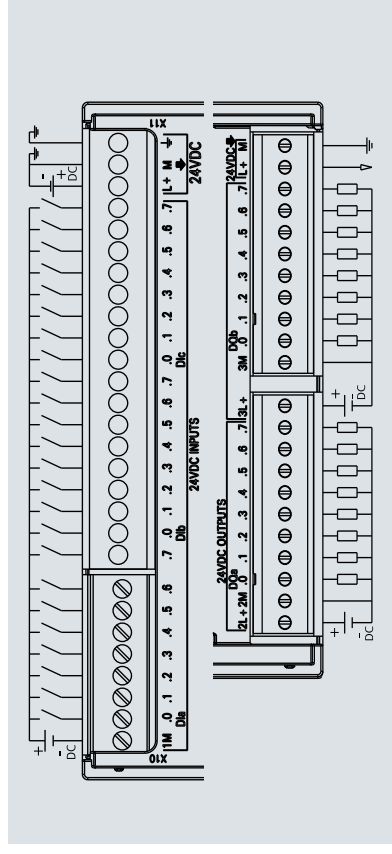 + - DC
- + DC
X10
X11
1M .0 .1 .2 .3 .4 .5 .6 .7 .0 .1 .2 .3 .4 .5 .6 .7 .0 .1 .2 .3 .4 .5 .6 .7 L+ M
DIa DIb DIc 24VDC
24VDC INPUTS
24VDC OUTPUTS
DQa DQb 24VDC
2L+ 2M .0 .1 .2 .3 .4 .5 .6 .7 3L+ 3M .0 .1 .2 .3 .4 .5 .6 .7 L+ M
+ - DC
+ - DC